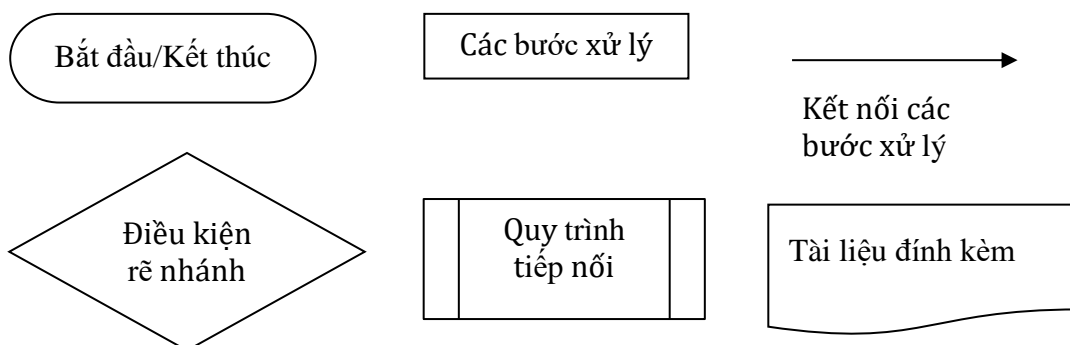 Bắt đầu/Kết thúc
Các bước xử lý
Kết nối các
bước xử lý
Điều kiện
rẽ nhánh
Quy trình
tiếp nối
Tài liệu đính kèm